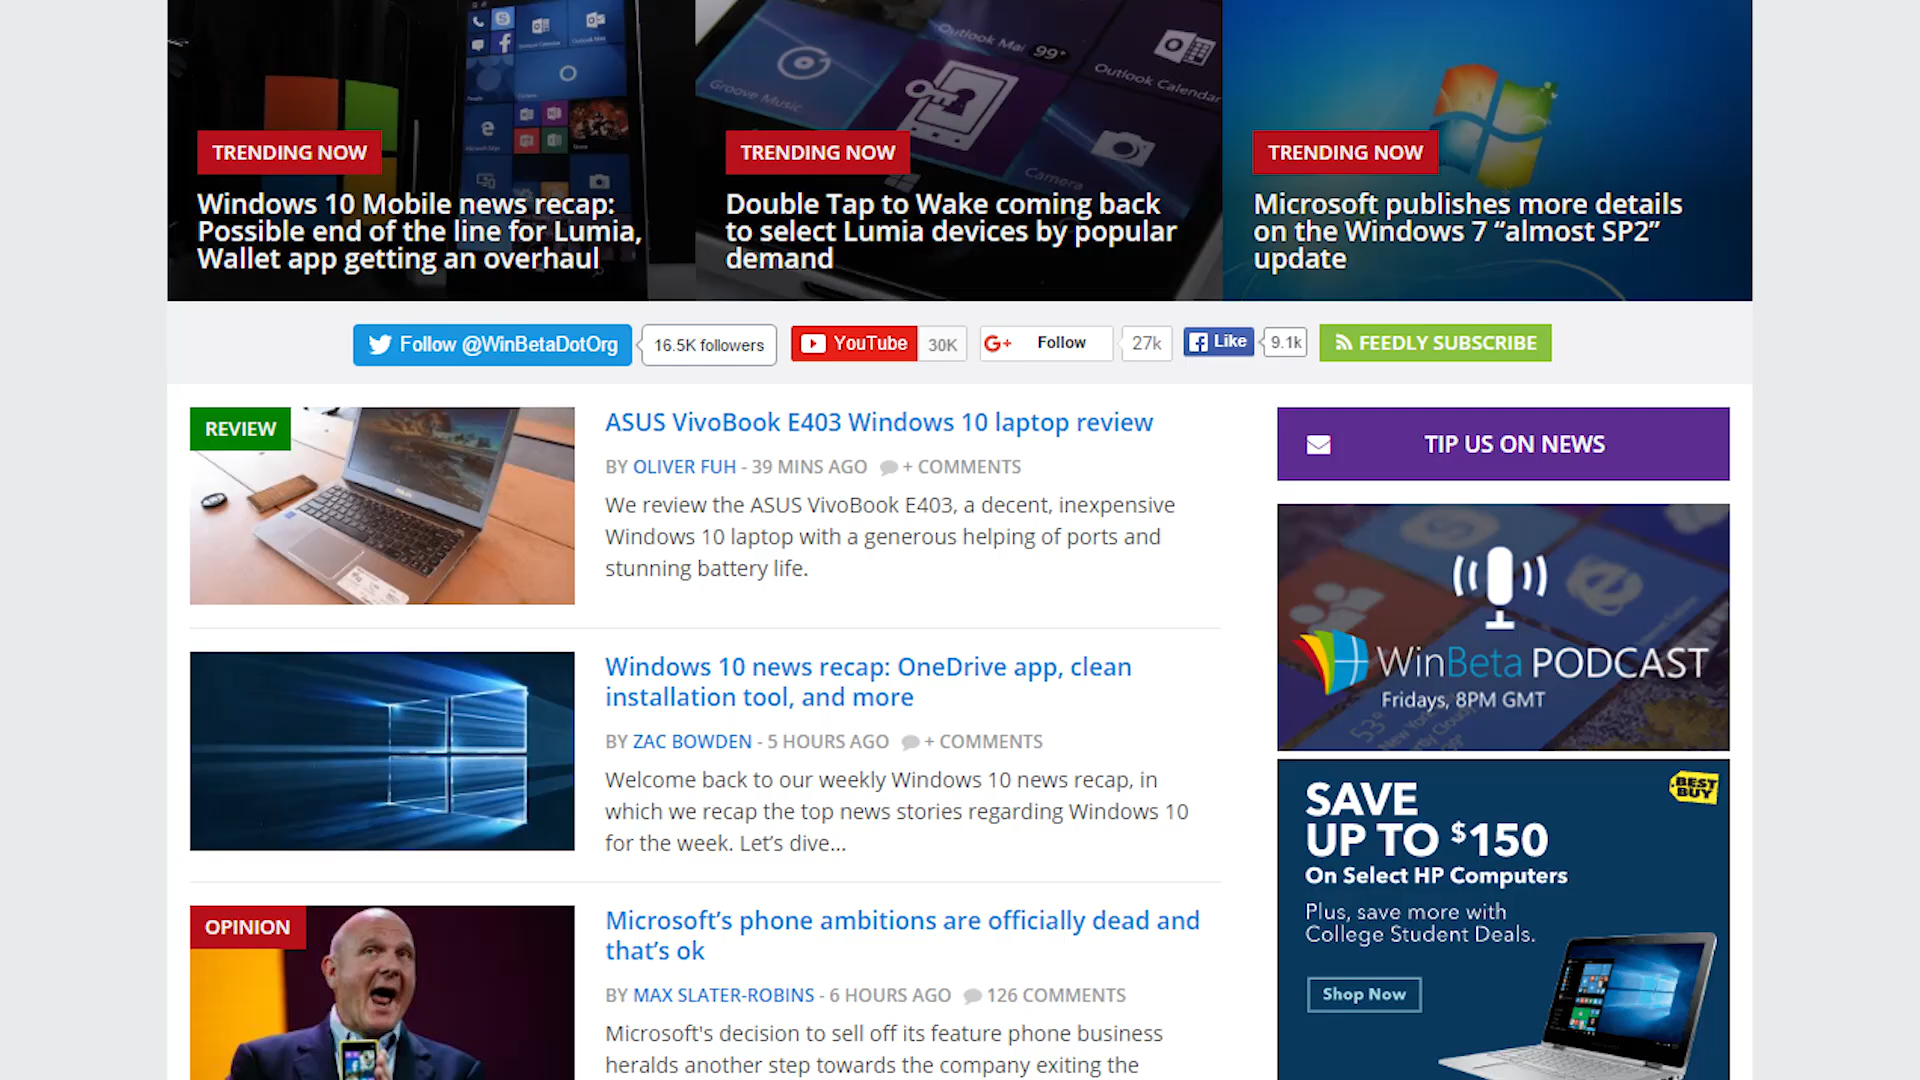 TRENDING NOW
Windows 10 Mobile news recap:
Possible end of the line for Lumia,
Wallet app getting an overhaul
Groove Music
Outlook Mai 99+
Outlook Calendar
Camera
TRENDING NOW
Double Tap to Wake coming back
to select Lumia devices by popular
demand
TRENDING NOW
Microsoft publishes more details
on the Windows 7 “almost SP2”
update
Follow @WinBetaDotOrg
16.5K followers
YouTube
30K
G+ Follow
27k
Like
9.1k
FEEDLY SUBSCRIBE
REVIEW
ASUS VivoBook E403 Windows 10 laptop review
BY OLIVER FUH - 39 MINS AGO + COMMENTS
We review the ASUS VivoBook E403, a decent, inexpensive
Windows 10 laptop with a generous helping of ports and
stunning battery life.
Windows 10 news recap: OneDrive app, clean
installation tool, and more
BY ZAC BOWDEN - 5 HOURS AGO + COMMENTS
Welcome back to our weekly Windows 10 news recap, in
which we recap the top news stories regarding Windows 10
for the week. Let’s dive...
OPINION
Microsoft’s phone ambitions are officially dead and
that’s ok
BY MAX SLATER-ROBINS - 6 HOURS AGO 126 COMMENTS
Microsoft's decision to sell off its feature phone business
heralds another step towards the company exiting the
TIP US ON NEWS
WinBeta PODCAST
Fridays, 8PM GMT
BEST
BUY
SAVE
UP TO $150
On Select HP Computers
Plus, save more with
College Student Deals.
Shop Now